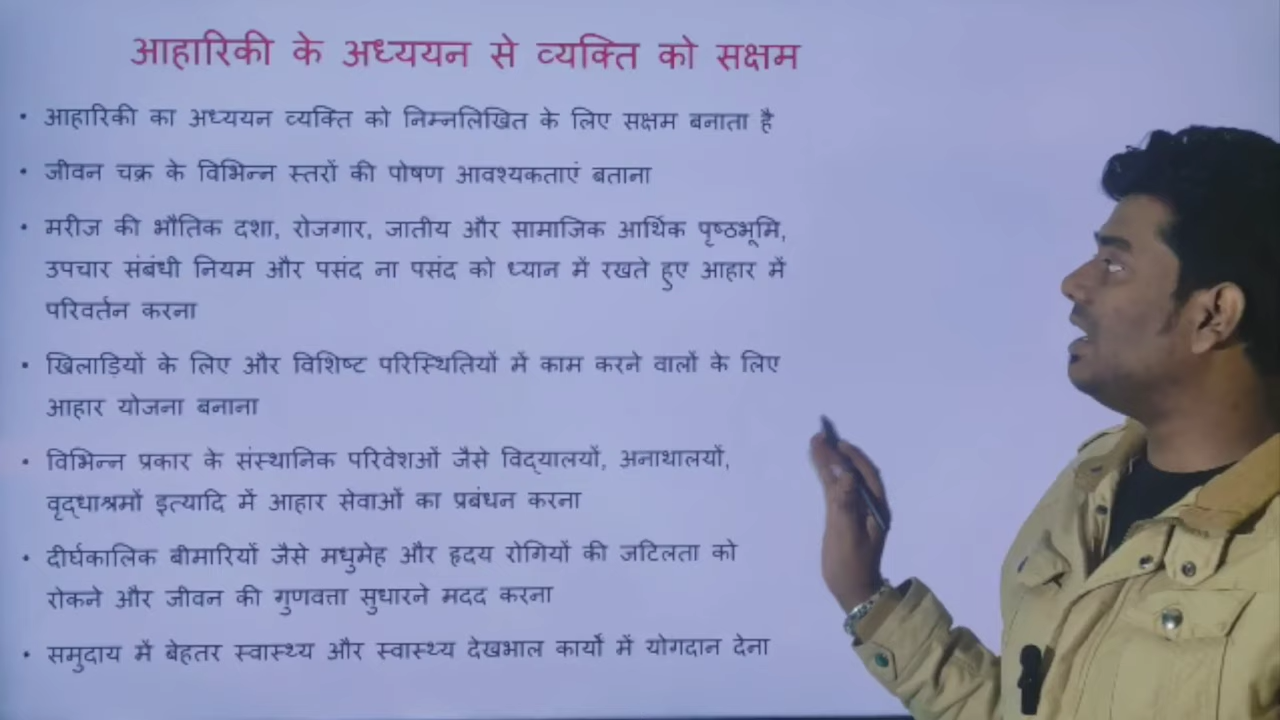 आहारिकी के अध्ययन से व्यक्ति को सक्षम
• आहारिकी का अध्ययन व्यक्ति को निम्नलिखित के लिए सक्षम बनाता है
• जीवन चक्र के विभिन्न स्तरों की पोषण आवश्यकताएं बताना
• मरीज की भौतिक दशा, रोजगार, जातीय और सामाजिक आर्थिक पृष्ठभूमि,
उपचार संबंधी नियम और पसंद ना पसंद को ध्यान में रखते हुए आहार में
परिवर्तन करना
• खिलाड़ियों के लिए और विशिष्ट परिस्थितियों में काम करने वालों के लिए
आहार योजना बनाना
• विभिन्न प्रकार के संस्थानिक परिवेशओं जैसे विद्यालयों, अनाथालयों,
वृद्धाश्रमों इत्यादि में आहार सेवाओं का प्रबंधन करना
• दीर्घकालिक बीमारियों जैसे मधुमेह और हृदय रोगियों की जटिलता को
रोकने और जीवन की गुणवत्ता सुधारने मदद करना
• समुदाय में बेहतर स्वास्थ्य और स्वास्थ्य देखभाल कार्यो में योगदान देना